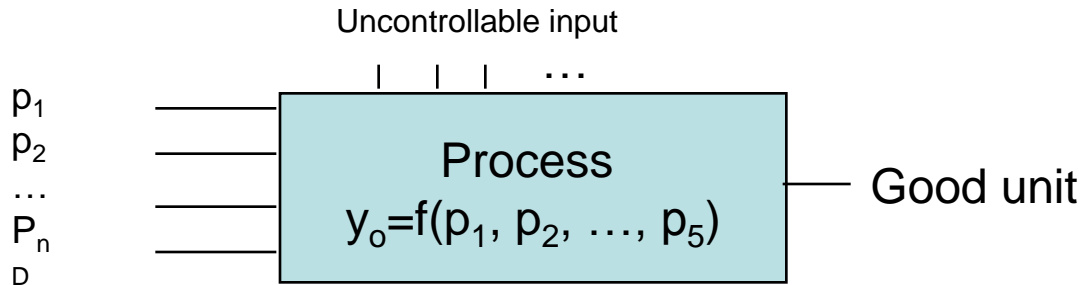 Uncontrollable input
…
p₁
p₂
…
Pₙ
D
Process
yₒ=f(p₁, p₂, …, p₅)
Good unit